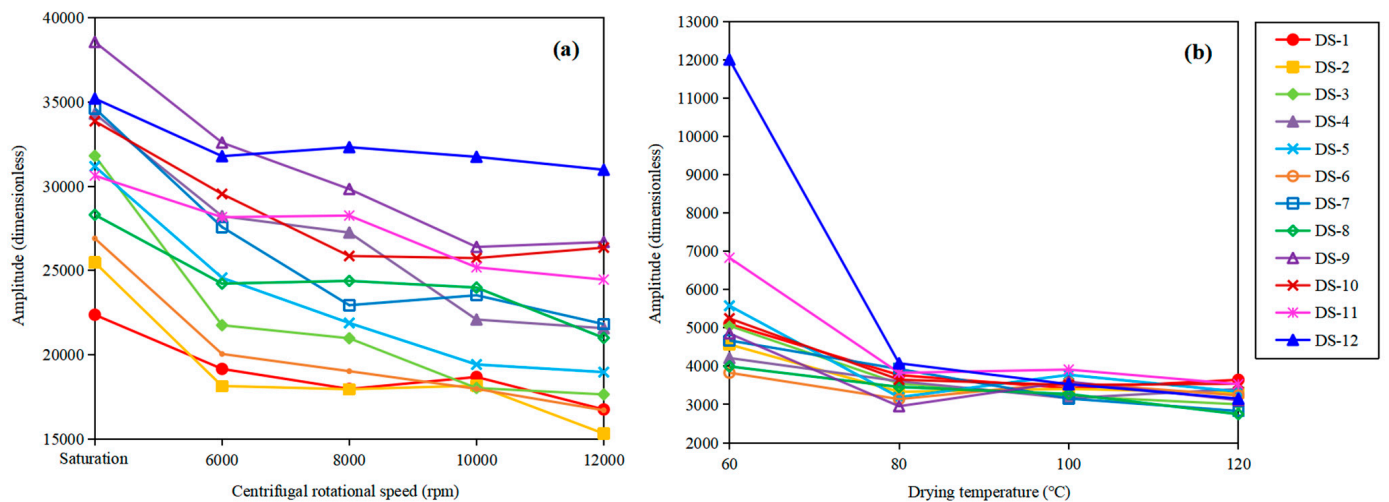 40000
35000
30000
25000
20000
15000
Amplitude (dimensionless)
(a)
Saturation 6000 8000 10000 12000
Centrifugal rotational speed (rpm)
13000
12000
11000
10000
9000
8000
7000
6000
5000
4000
3000
2000
Amplitude (dimensionless)
(b)
60 80 100 120
Drying temperature (°C)
DS-1
DS-2
DS-3
DS-4
DS-5
DS-6
DS-7
DS-8
DS-9
DS-10
DS-11
DS-12